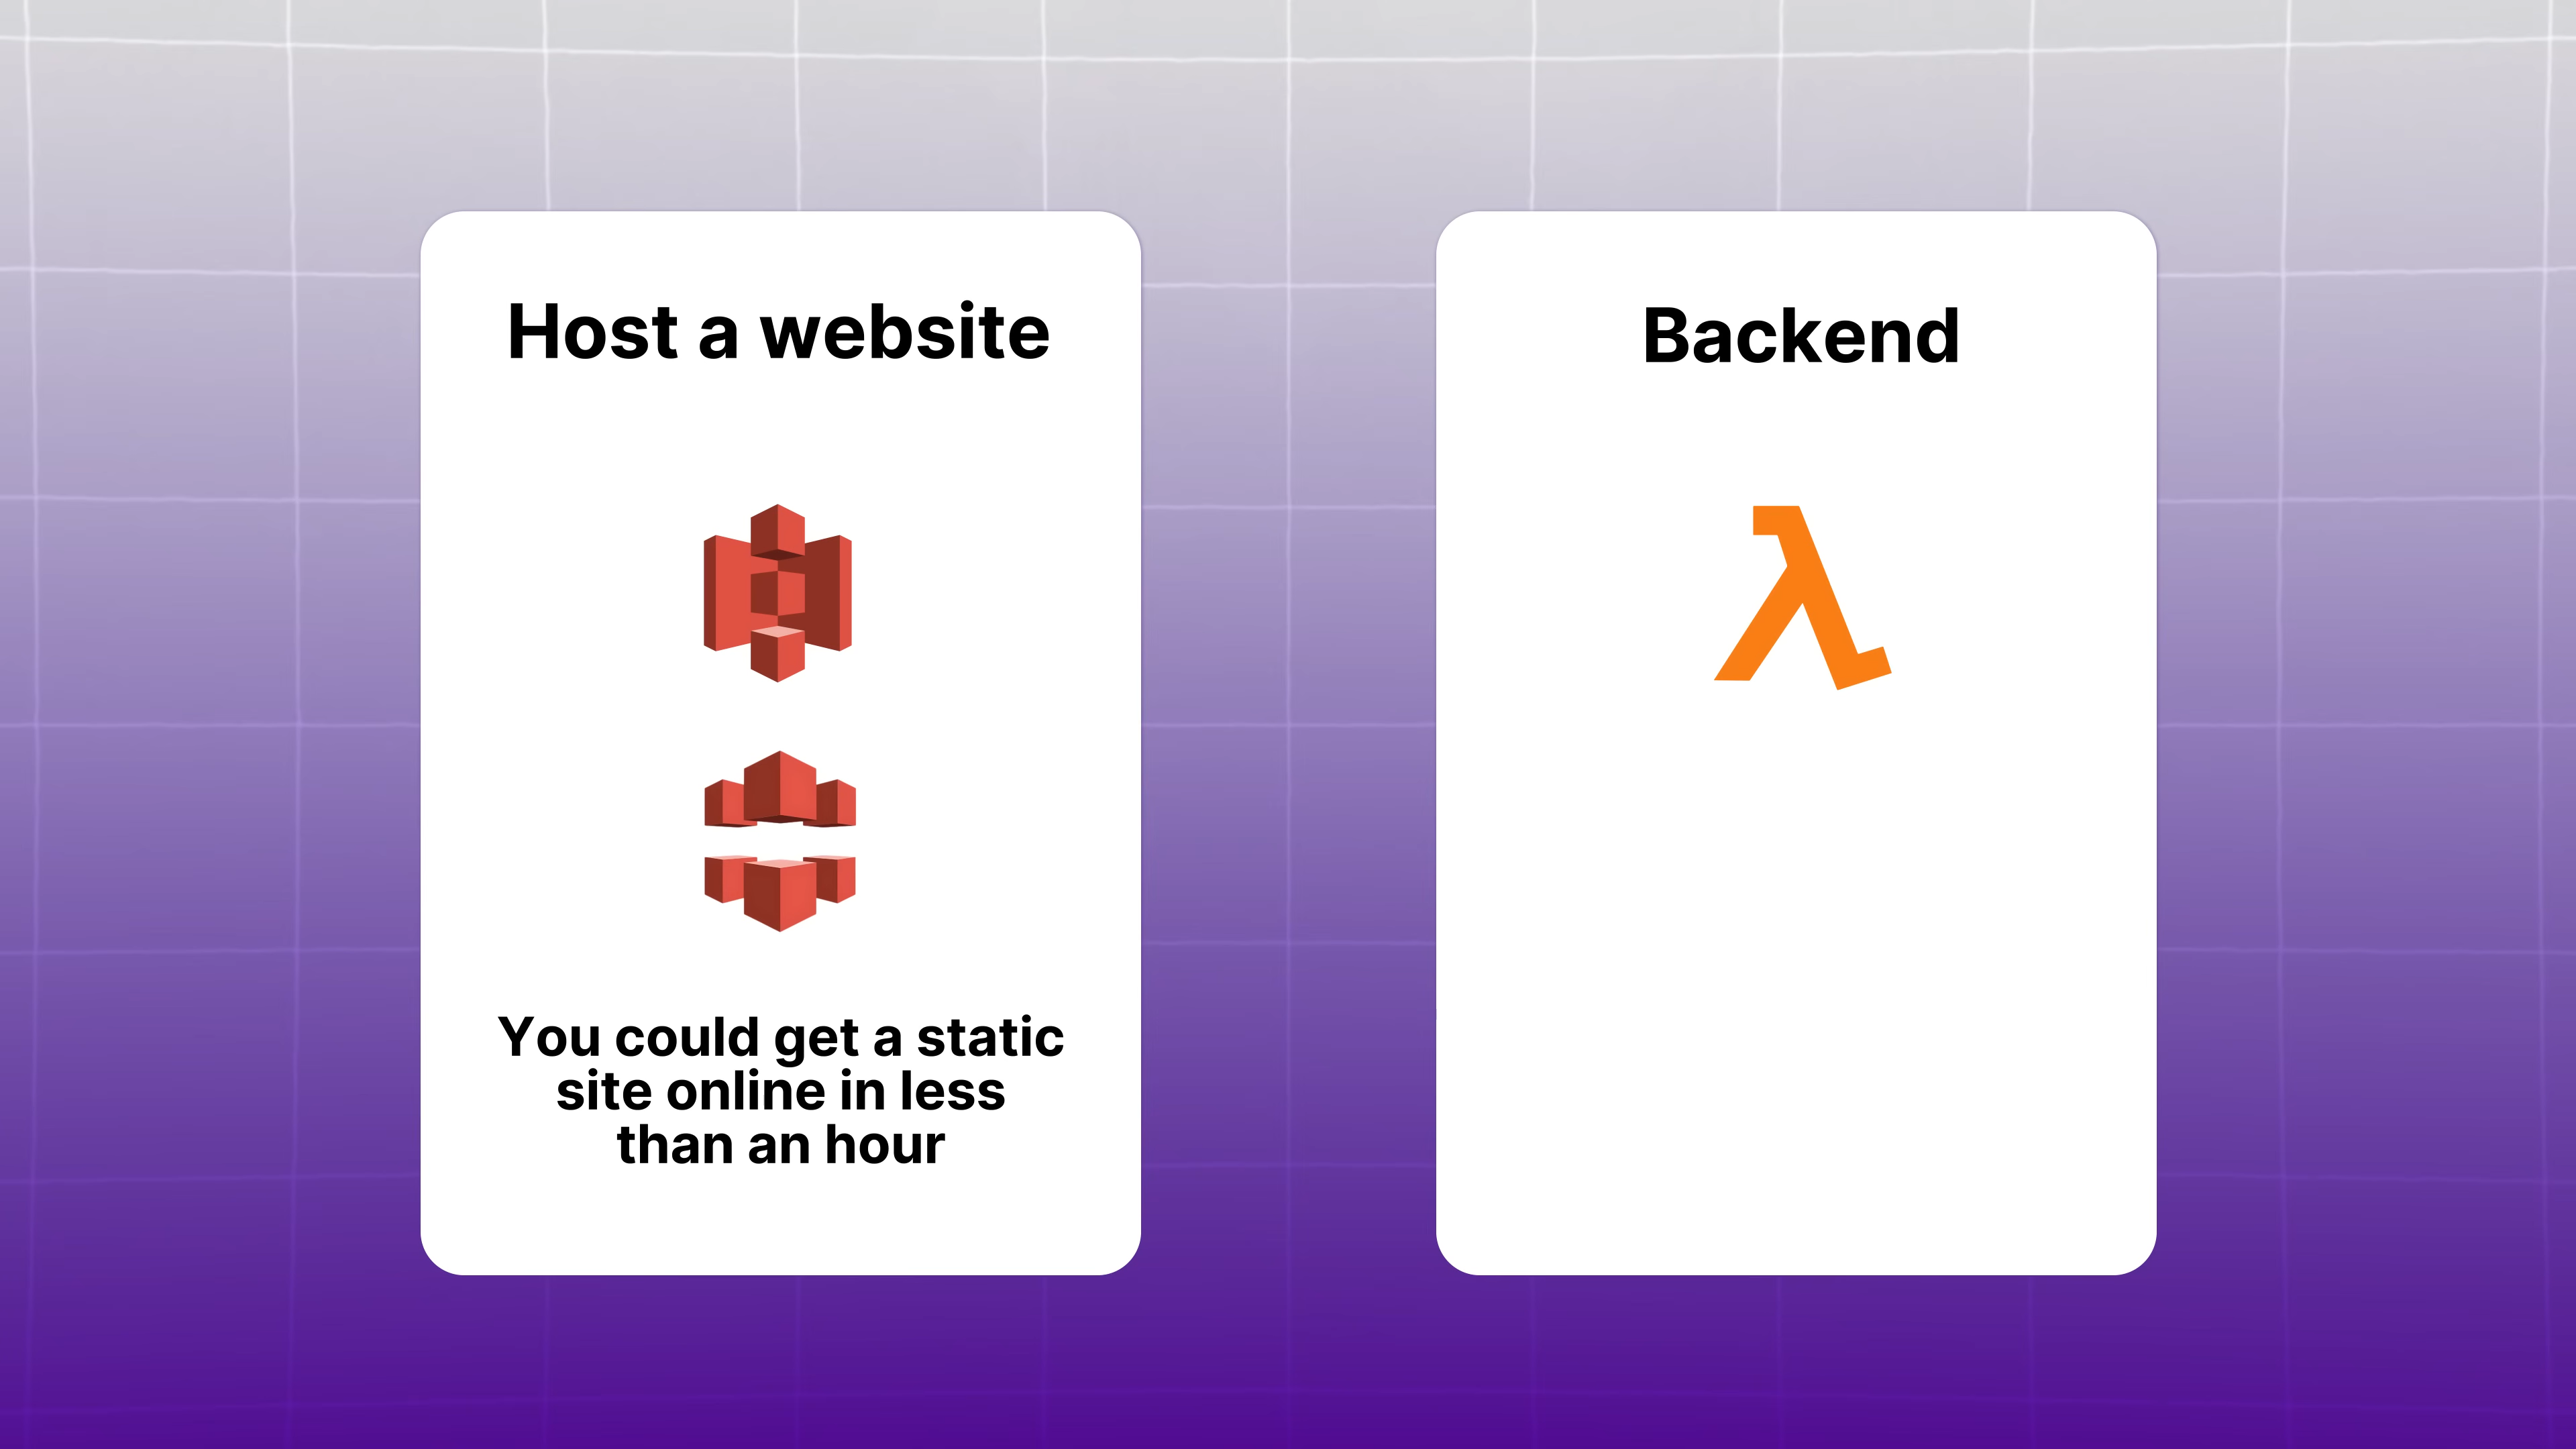 Host a website
You could get a static
site online in less
than an hour
Backend